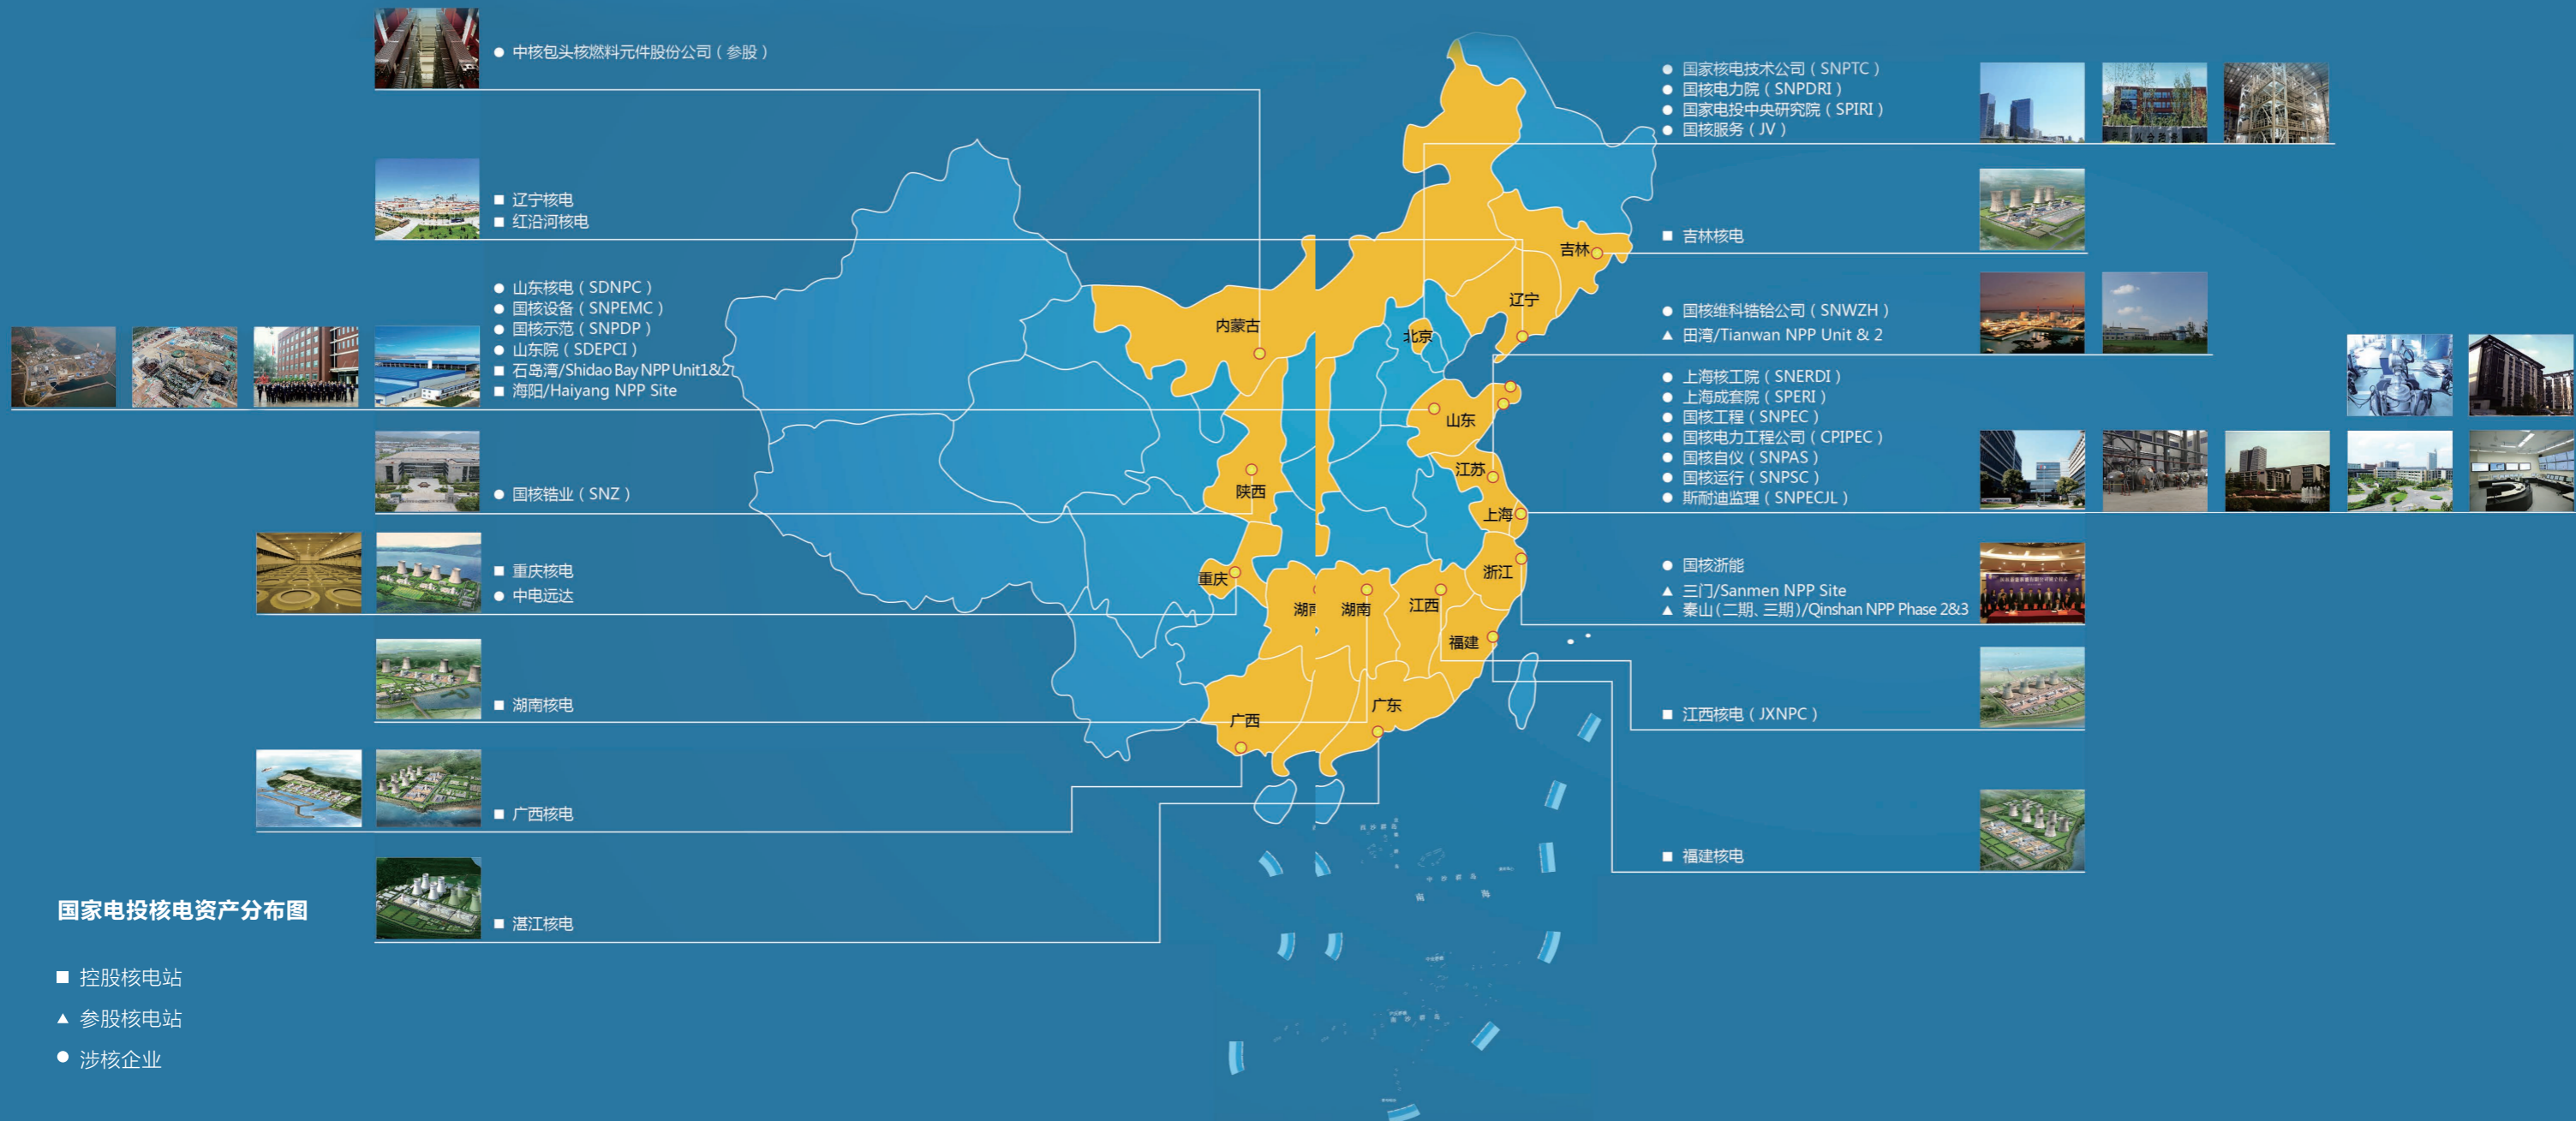 中核包头核燃料元件股份公司（参股）
辽宁核电
红沿河核电
山东核电（SDNPC）
国核设备（SNPEMC）
国核示范（SNPDP）
山东院（SDEPCI）
石岛湾/Shidao Bay NPP Unit1&2
海阳/Haiyang NPP Site
国核锆业（SNZ）
重庆核电
中电远达
湖南核电
广西核电
湛江核电
国家电投核电资产分布图
控股核电站
参股核电站
涉核企业
吉林
辽宁
内蒙古
北京
山东
江苏
陕西
上海
浙江
重庆
湖南
江西
福建
广东
广西
南 海
国家核电技术公司（SNPTC）
国核电力院（SNPDRI）
国家电投中央研究院（SPIRI）
国核服务（JV）
吉林核电
国核维科锆铪公司（SNWZH）
田湾/Tianwan NPP Unit & 2
上海核工院（SNERDI）
上海成套院（SPERI）
国核工程（SNPEC）
国核电力工程公司（CPIPEC）
国核自仪（SNPAS）
国核运行（SNPSC）
斯耐迪监理（SNPECJL）
国核浙能
三门/Sanmen NPP Site
秦山（二期、三期）/Qinshan NPP Phase 2&3
江西核电（JXNPC）
福建核电